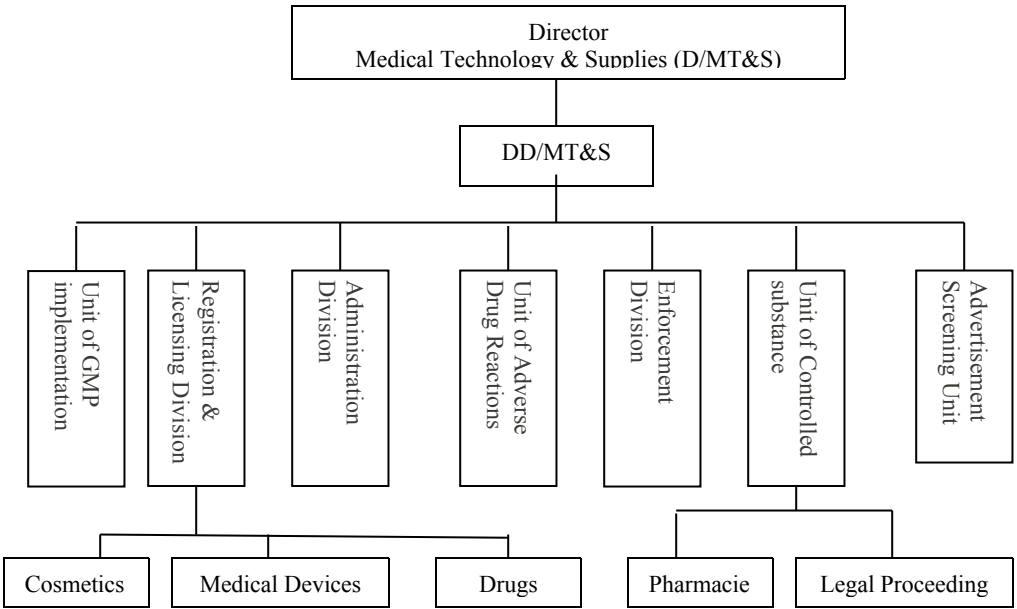 Director
Medical Technology & Supplies (D/MT&S)
DD/MT&S
Unit of GMP
implementation
Registration &
Licensing Division
Administration
Division
Unit of Adverse
Drug Reactions
Enforcement
Division
Unit of Controlled
substance
Advertisement
Screening Unit
Cosmetics
Medical Devices
Drugs
Pharmacie
Legal Proceeding